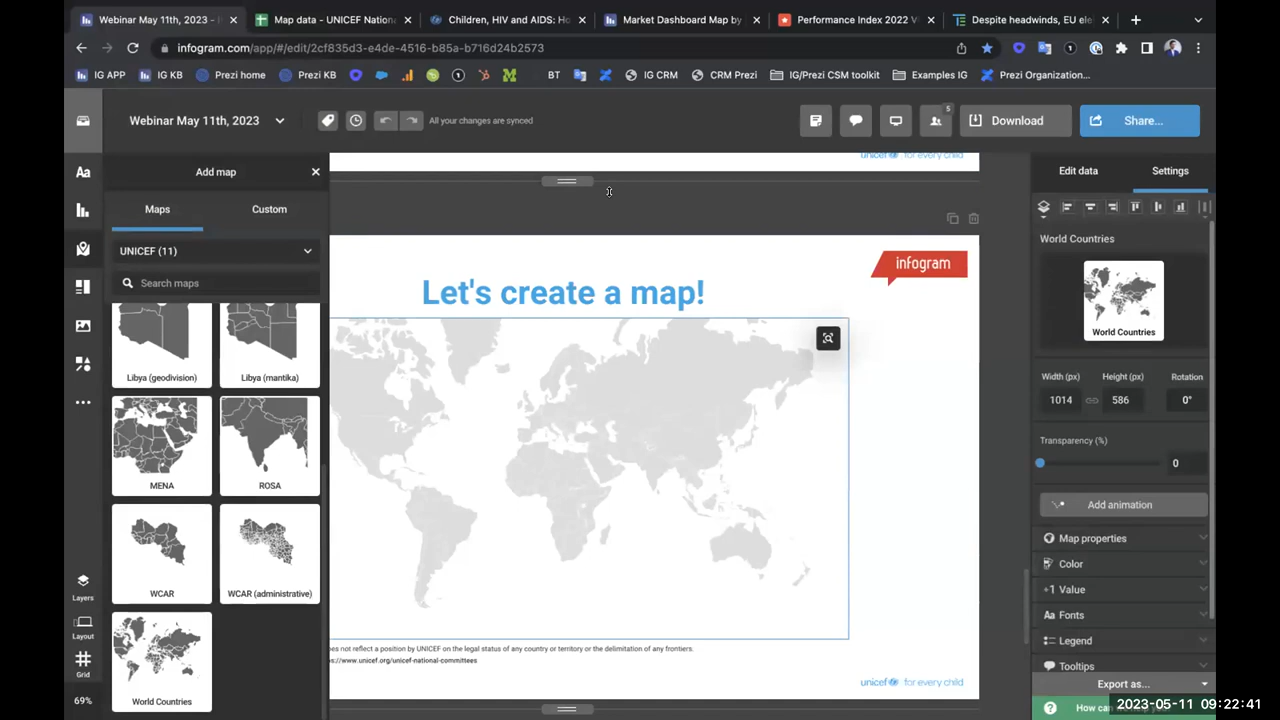 Webinar May 11th, 2023 - I
Map data - UNICEF Nation
Children, HIV and AIDS: Ho
Market Dashboard Map by
Performance Index 2022 V
Despite headwinds, EU ele
infogram.com/app/#/edit/2cf835d3-e4de-4516-b85a-b716d24b2573
IG APP
IG KB
Prezi home
Prezi KB
BT
IG CRM
CRM Prezi
IG/Prezi CSM toolkit
Examples IG
Prezi Organization...
Webinar May 11th, 2023
All your changes are synced
5
Download
Share...
unicef for every child
Add map
Maps
Custom
UNICEF (11)
Search maps
Libya (geodivision)
Libya (mantika)
MENA
ROSA
WCAR
WCAR (administrative)
World Countries
Aa
Layers
Layout
Grid
69%
infogram
Let's create a map!
es not reflect a position by UNICEF on the legal status of any country or territory or the delimitation of any frontiers.
s://www.unicef.org/unicef-national-committees
unicef for every child
Edit data
Settings
World Countries
World Countries
Width (px)
Height (px)
Rotation
1014
586
0°
Transparency (%)
0
Add animation
Map properties
Color
+1 Value
Aa Fonts
Legend
Tooltips
Export as...
How can
2023-05-11 09:22:41